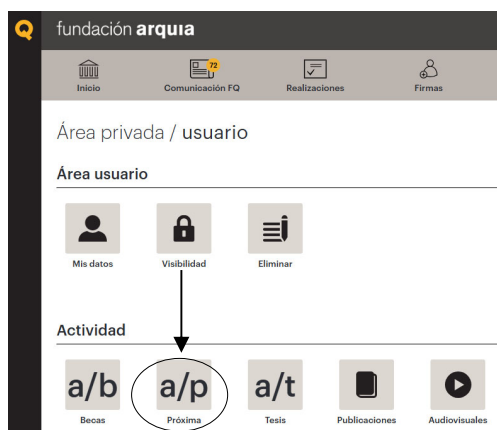 fundación arquia
72
Inicio Comunicación FQ Realizaciones Firmas
Área privada / usuario
Área usuario
Mis datos Visibilidad Eliminar
Actividad
a/b a/p a/t
Becas Próxima Tesis Publicaciones Audiovisuales